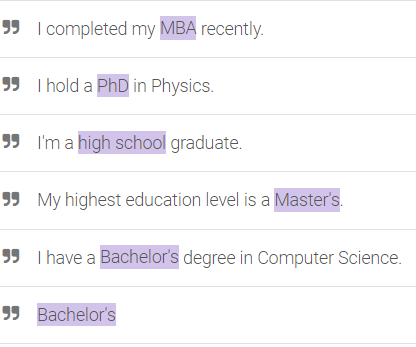 I completed my MBA recently.
I hold a PhD in Physics.
I'm a high school graduate.
My highest education level is a Master's.
I have a Bachelor's degree in Computer Science.
Bachelor's